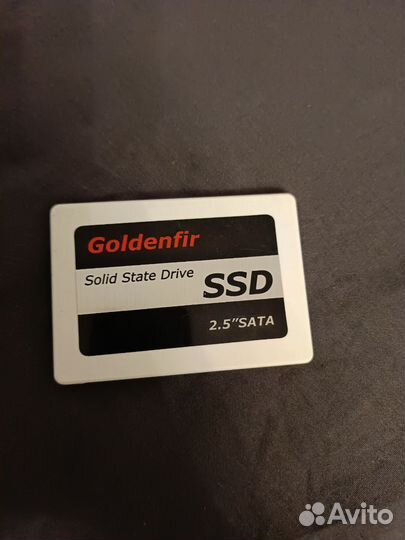 Goldenfir
Solid State Drive
SSD
2.5"SATA
Avito